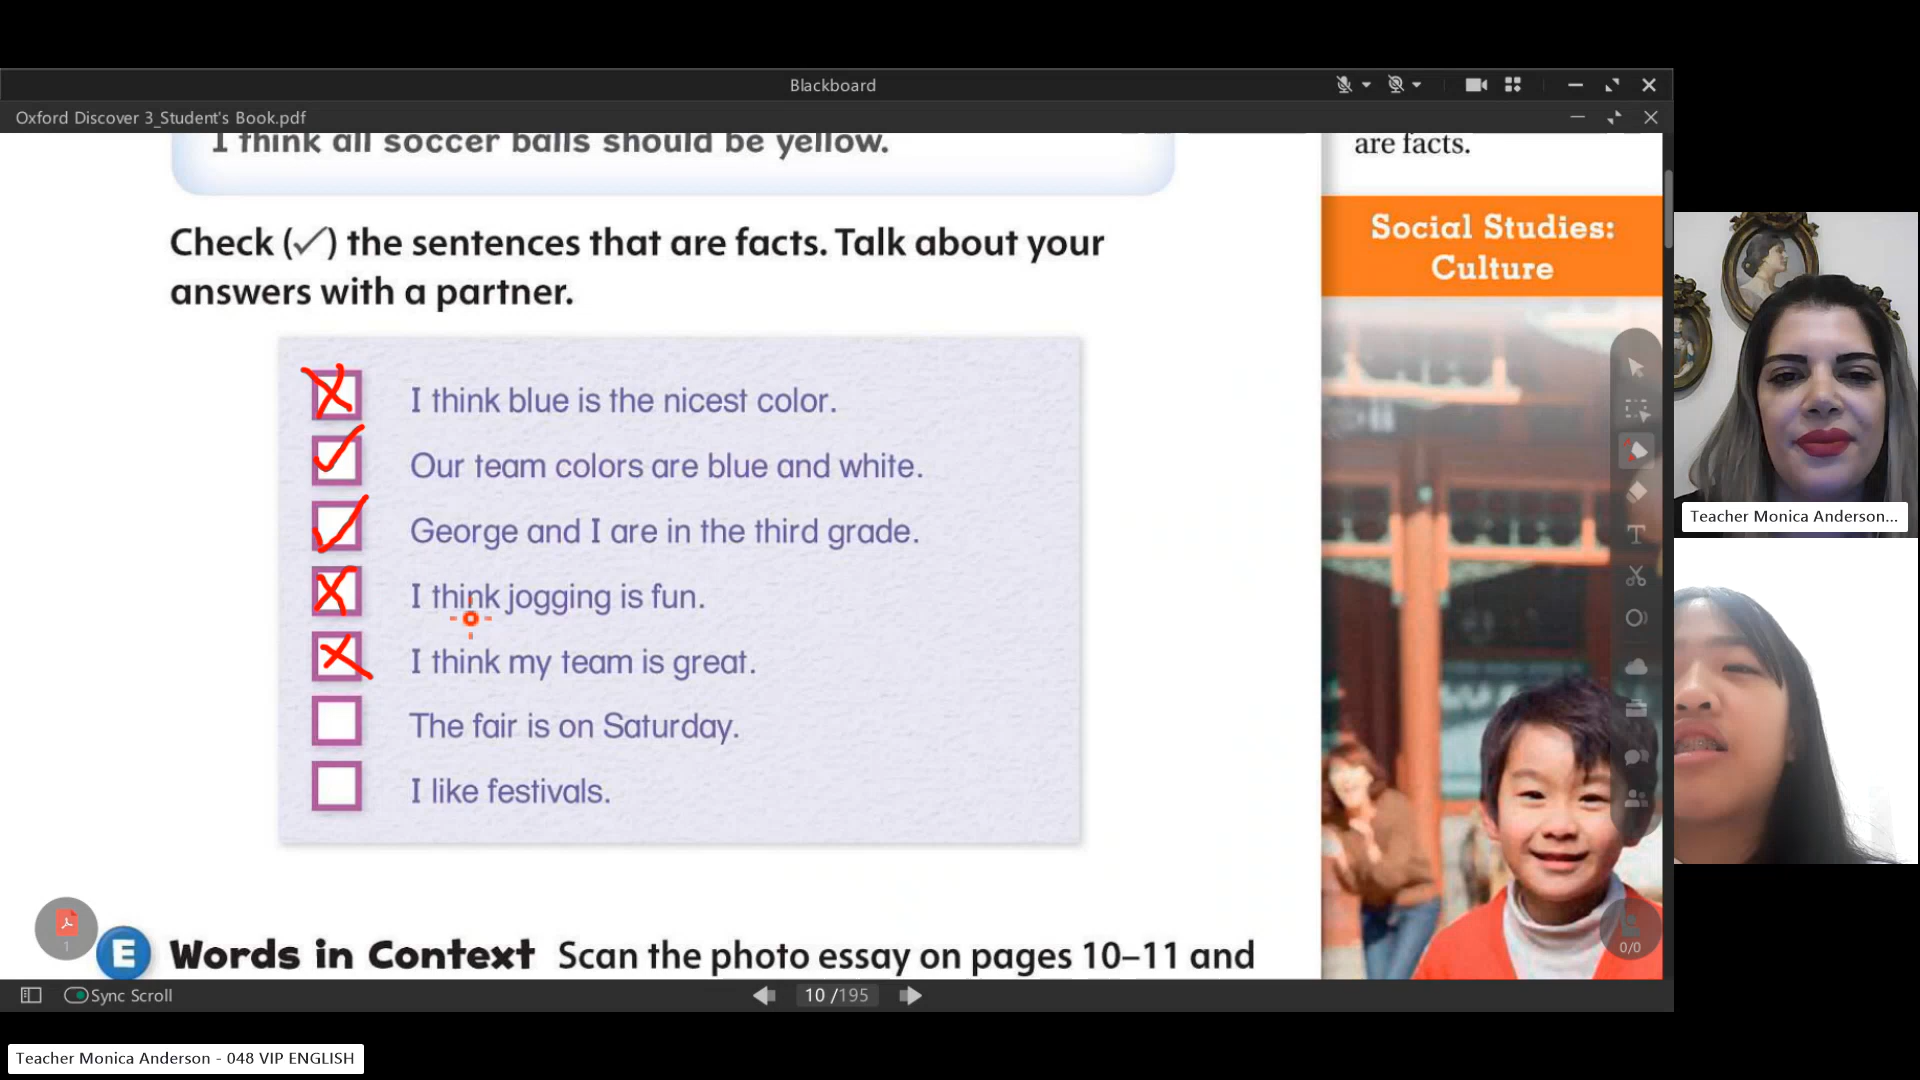 Blackboard
Oxford Discover 3_Student's Book.pdf
I think all soccer balls should be yellow.
are facts.
Check (✓) the sentences that are facts. Talk about your
answers with a partner.
Social Studies:
Culture
I think blue is the nicest color.
Our team colors are blue and white.
George and I are in the third grade.
I think jogging is fun.
I think my team is great.
The fair is on Saturday.
I like festivals.
Teacher Monica Anderson...
1
E Words in Context Scan the photo essay on pages 10–11 and
0/0
Sync Scroll
10 /195
Teacher Monica Anderson - 048 VIP ENGLISH